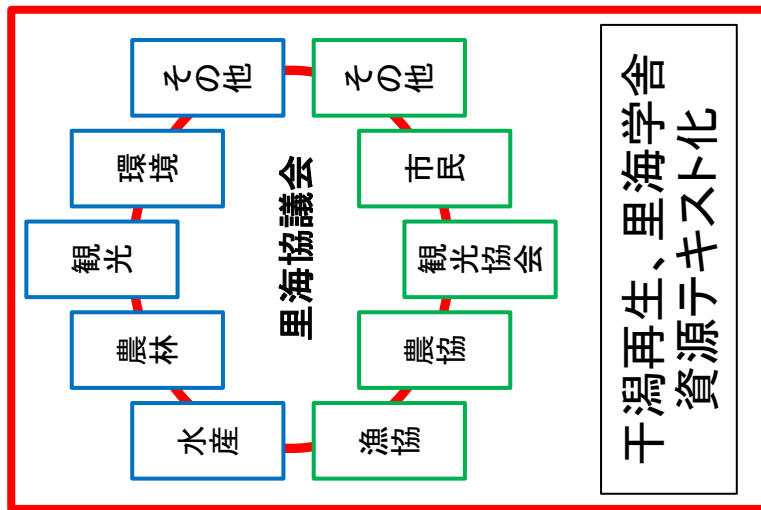 観光
農林
環境
水産
その他
里海協議会
漁協
その他
農協
市民
観光協会
干潟再生、里海学舎
資源テキスト化